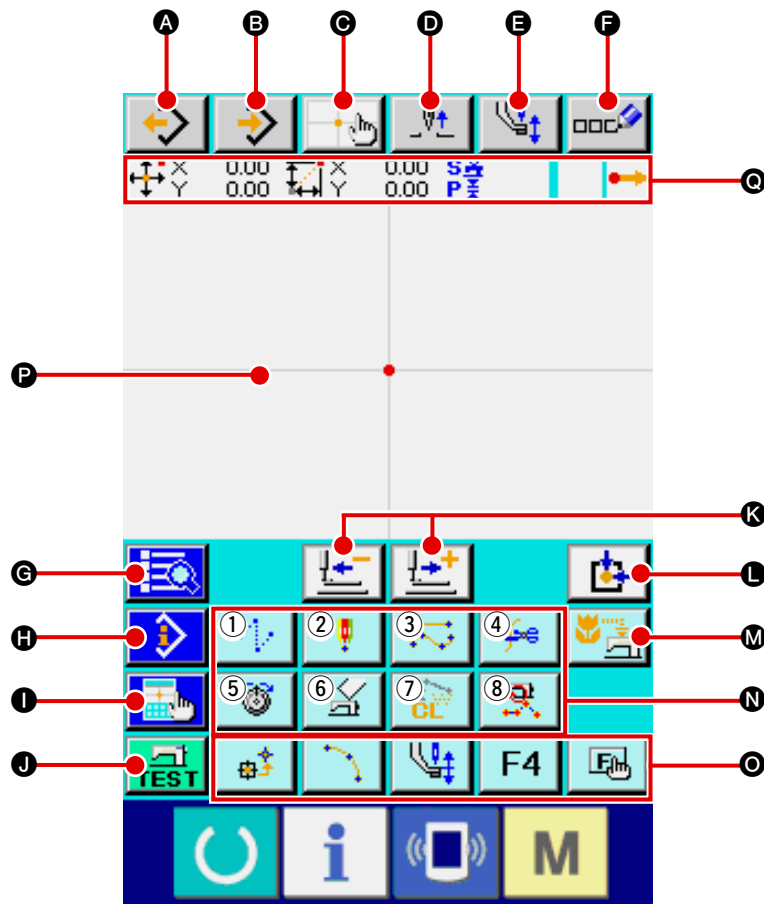 A B C D E F
X 0.00 X 0.00 S
Y 0.00 Y 0.00 P
Q
P
K
G
L
H
① ② ③ ④
M
I
⑤ ⑥ ⑦ CL ⑧
N
J
TEST
F4 F
O
i M